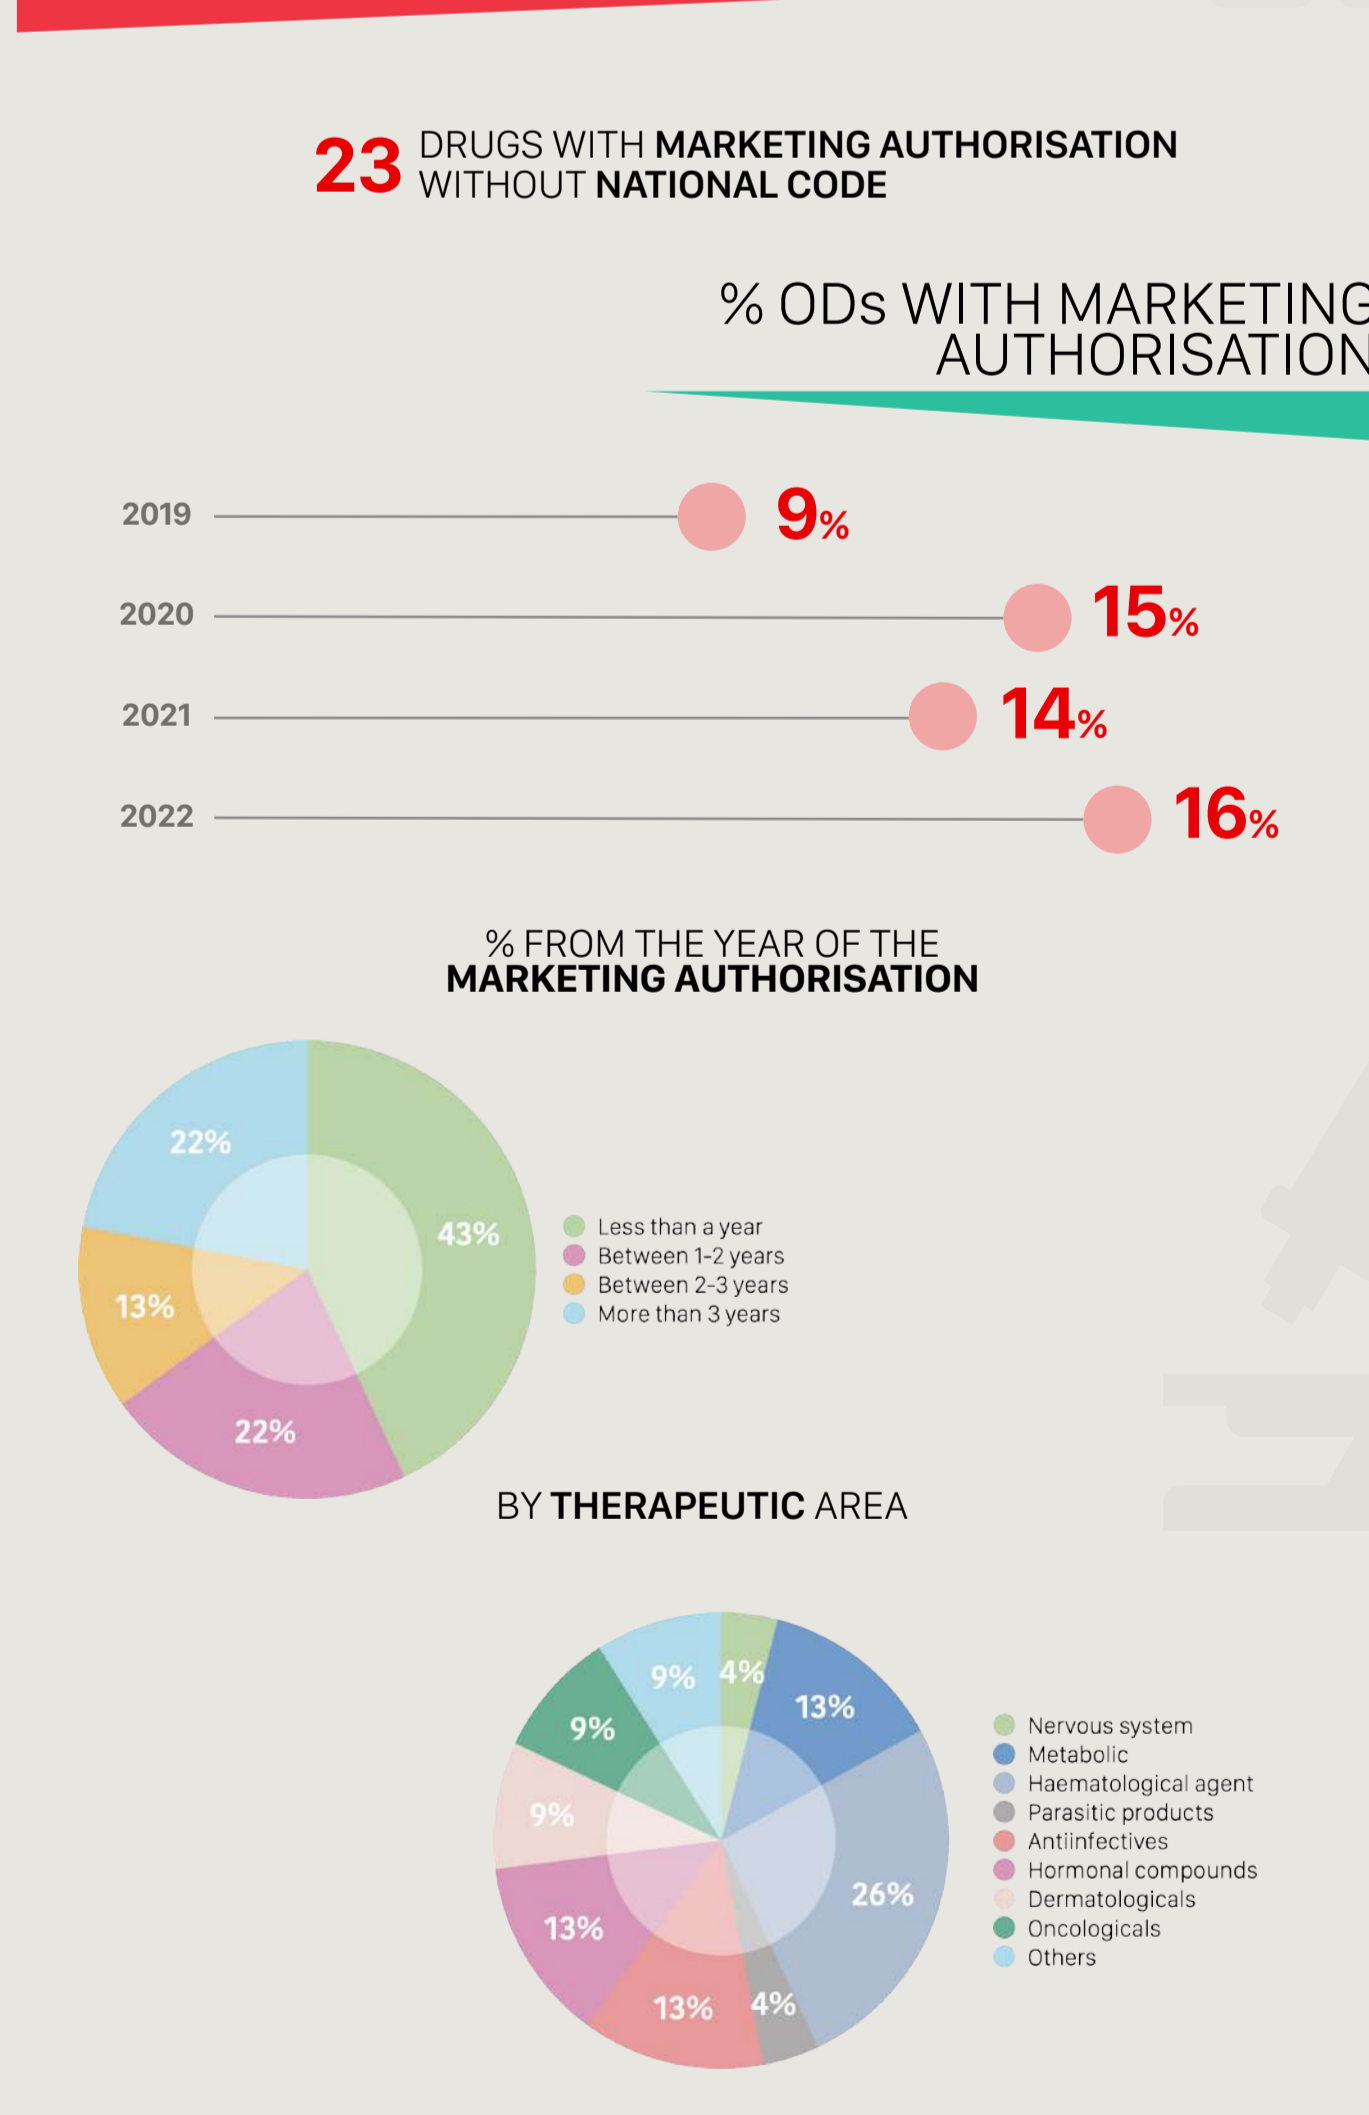 23 DRUGS WITH MARKETING AUTHORISATION
WITHOUT NATIONAL CODE
% ODs WITH MARKETING
AUTHORISATION
2019 9%
2020 15%
2021 14%
2022 16%
% FROM THE YEAR OF THE
MARKETING AUTHORISATION
22%
43%
13%
22%
Less than a year
Between 1-2 years
Between 2-3 years
More than 3 years
BY THERAPEUTIC AREA
9%
4%
13%
9%
9%
26%
13%
13%
4%
Nervous system
Metabolic
Haematological agent
Parasitic products
Antiinfectives
Hormonal compounds
Dermatologicals
Oncologicals
Others